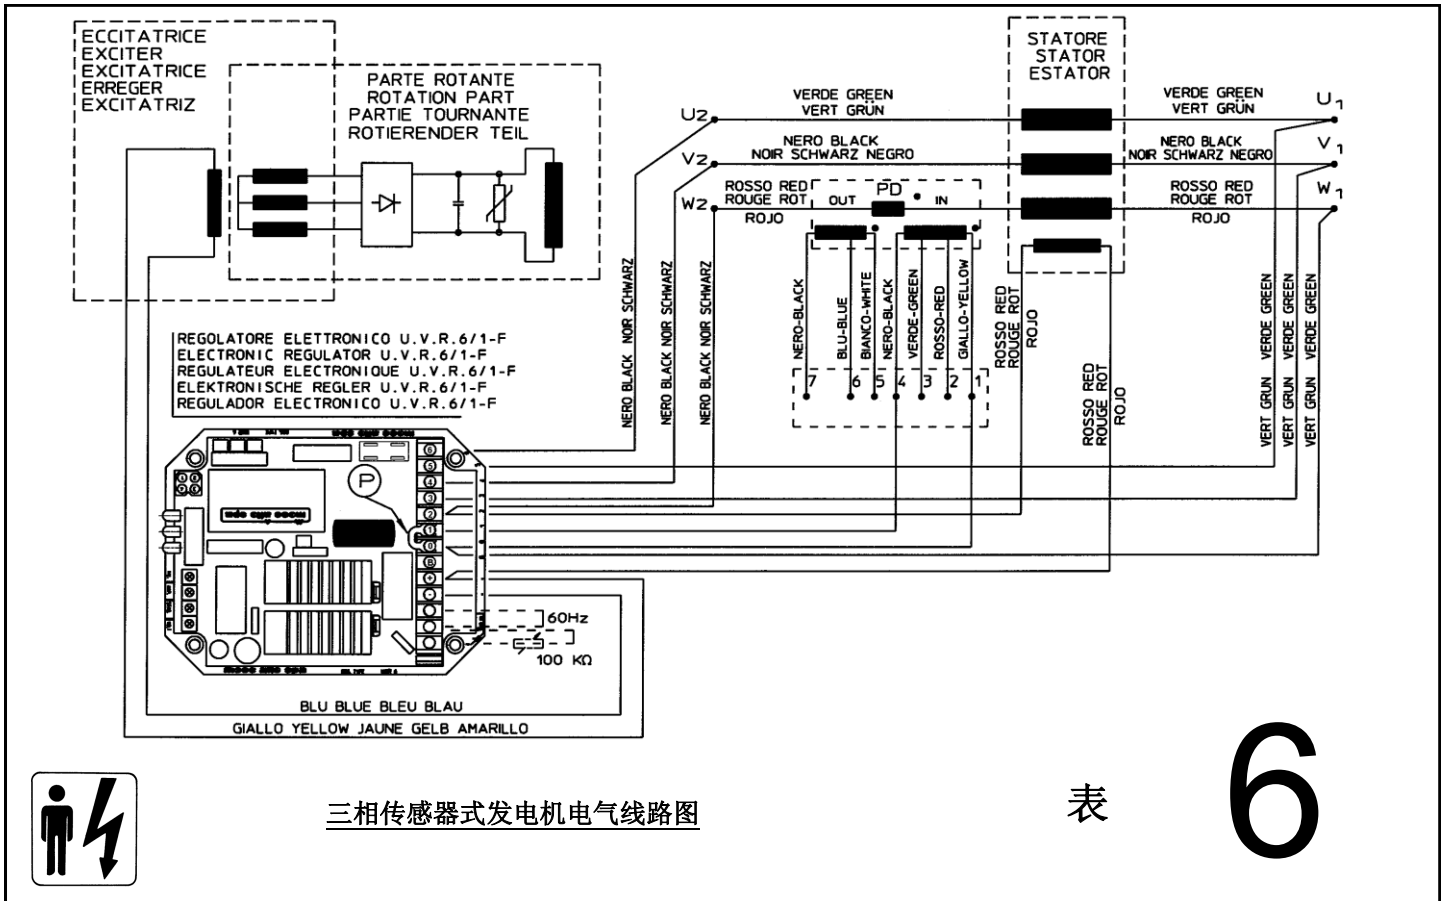 ECCITATRICE
EXCITER
EXCITATRICE
ERREGER
EXCITATRIZ
PARTE ROTANTE
ROTATION PART
PARTIE TOURNANTE
ROTIERENDER TEIL
STATORE
STATOR
ESTATOR
U2
VERDE GREEN
VERT GRÜN
VERDE GREEN
VERT GRÜN
U1
V2
NERO BLACK
NOIR SCHWARZ NEGRO
NERO BLACK
NOIR SCHWARZ NEGRO
V1
W2
ROSSO RED
ROUGE ROT
ROJO
OUT
PD
IN
ROSSO RED
ROUGE ROT
ROJO
W1
NERO BLACK NOIR SCHWARZ
NERO BLACK NOIR SCHWARZ
NERO BLACK NOIR SCHWARZ
NERO-BLACK
BLU-BLUE
BIANCO-WHITE
NERO-BLACK
VERDE-GREEN
ROSSO-RED
GIALLO-YELLOW
7 6 5 4 3 2 1
ROSSO RED
ROUGE ROT
ROJO
ROSSO RED
ROUGE ROT
ROJO
VERT GRUN VERDE GREEN
VERT GRUN VERDE GREEN
VERT GRUN VERDE GREEN
REGOLATORE ELETTRONICO U.V.R.6/1-F
ELECTRONIC REGULATOR U.V.R.6/1-F
REGULATEUR ELECTRONIQUE U.V.R.6/1-F
ELEKTRONISCHE REGLER U.V.R.6/1-F
REGULADOR ELECTRONICO U.V.R.6/1-F
P
6
5
4
3
2
1
0
B
+
-
60Hz
100 KΩ
BLU BLUE BLEU BLAU
GIALLO YELLOW JAUNE GELB AMARILLO
三相传感器式发电机电气线路图
表 6